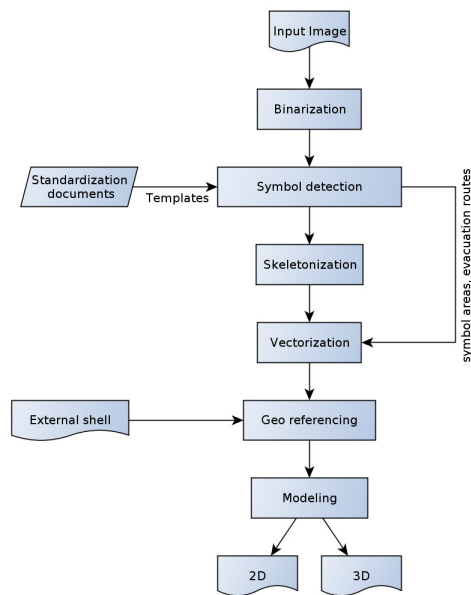 Input Image
Binarization
Standardization
documents
Templates
Symbol detection
symbol areas, evacuation routes
Skeletonization
Vectorization
External shell
Geo referencing
Modeling
2D
3D